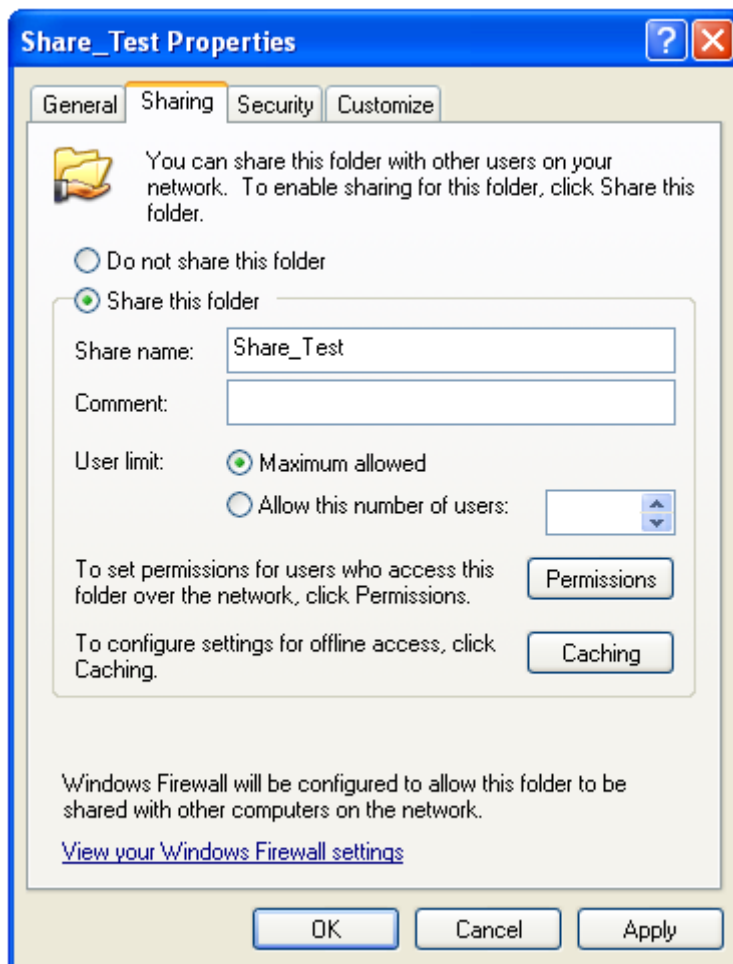 Share_Test Properties
General Sharing Security Customize
You can share this folder with other users on your
network. To enable sharing for this folder, click Share this
folder.
Do not share this folder
Share this folder
Share name: Share_Test
Comment:
User limit: Maximum allowed
Allow this number of users:
To set permissions for users who access this
folder over the network, click Permissions.
Permissions
To configure settings for offline access, click
Caching.
Caching
Windows Firewall will be configured to allow this folder to be
shared with other computers on the network.
View your Windows Firewall settings
OK Cancel Apply